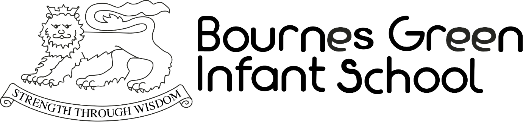 Bournes Green
Infant School
STRENGTH THROUGH WISDOM